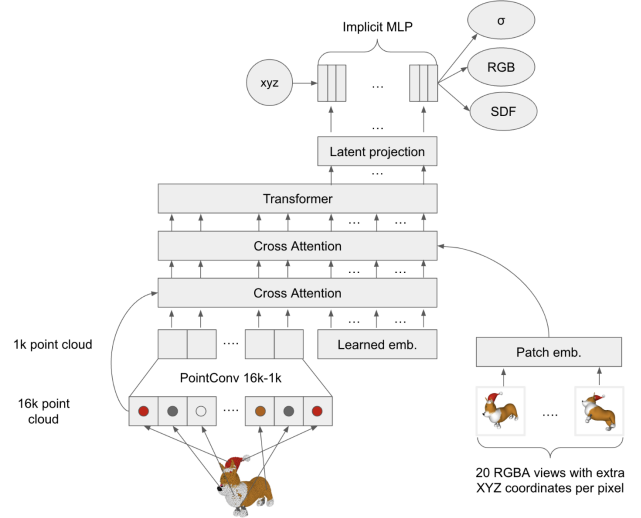 Implicit MLP
σ
xyz
...
RGB
SDF
...
Latent projection
...
Transformer
... ...
Cross Attention
... ...
Cross Attention
... ...
1k point cloud
....
Learned emb.
Patch emb.
PointConv 16k-1k
16k point
cloud
....
....
20 RGBA views with extra
XYZ coordinates per pixel